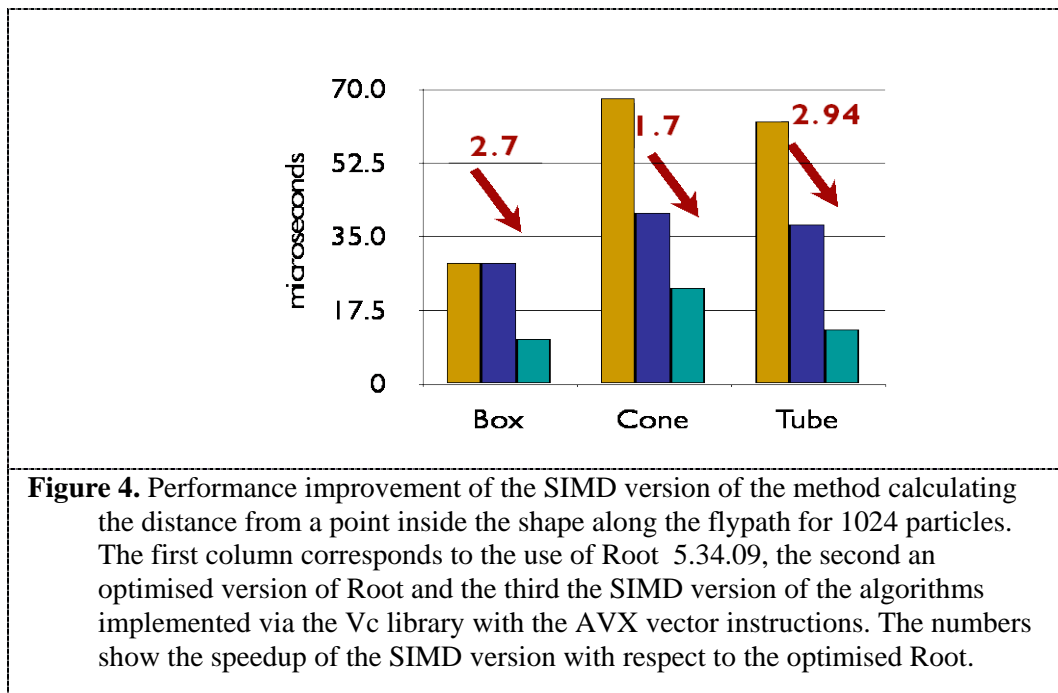 70.0
52.5
35.0
17.5
0
microseconds
2.7
1.7
2.94
Box
Cone
Tube
Figure 4. Performance improvement of the SIMD version of the method calculating
the distance from a point inside the shape along the flypath for 1024 particles.
The first column corresponds to the use of Root 5.34.09, the second an
optimised version of Root and the third the SIMD version of the algorithms
implemented via the Vc library with the AVX vector instructions. The numbers
show the speedup of the SIMD version with respect to the optimised Root.